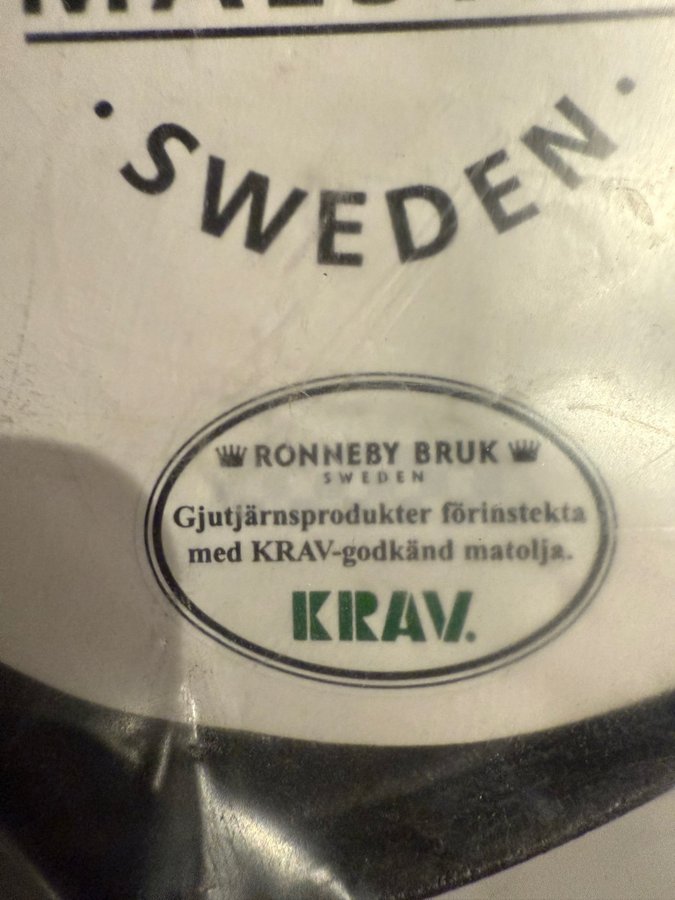 · SWEDEN ·
RONNEBY BRUK
SWEDEN
Gjutjärnsprodukter förinstekta
med KRAV-godkänd matolja.
KRAV.